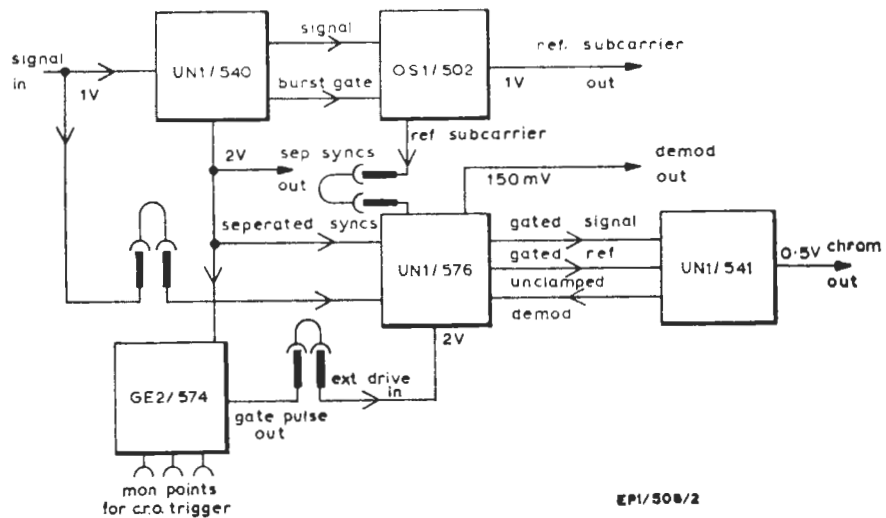 signal
in
1V
UN1/540
signal
burst gate
OS1/502
1V
ref. subcarrier
out
2V
sep syncs
out
ref subcarrier
150mV
demod
out
seperated syncs
UN1/576
gated signal
gated ref
unclamped
demod
UN1/541
0·5V chrom
out
2V
GE2/574
gate pulse
out
ext drive
in
mon points
for c.r.o. trigger
EP1/508/2